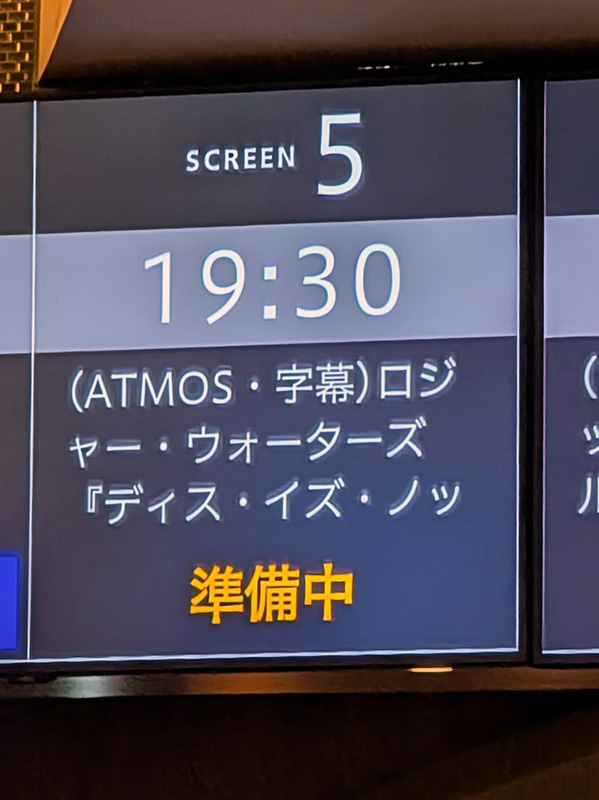 SCREEN 5
19:30
(ATMOS・字幕)ロジ
ャー・ウォーターズ
『ディス・イズ・ノッ
準備中